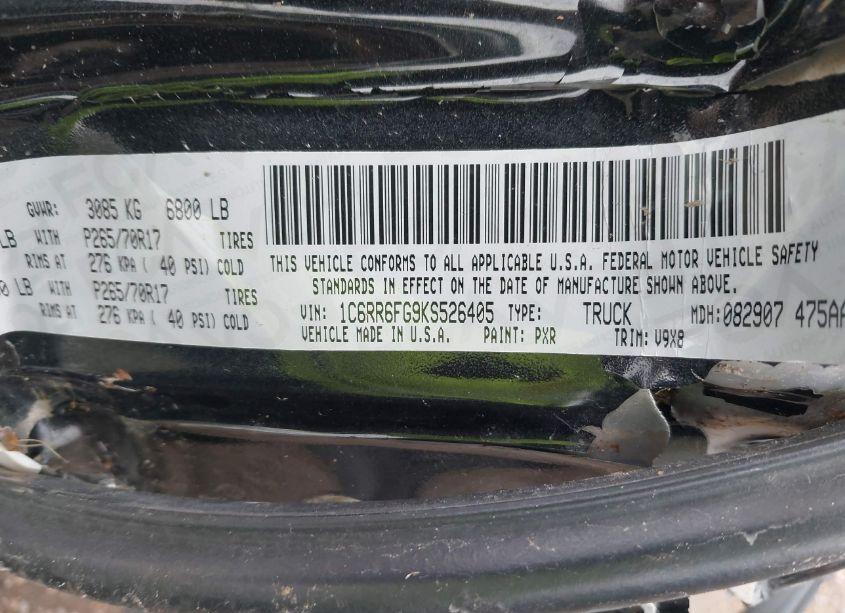 GVWR: 3085 KG 6800 LB
LB WITH P265/70R17 TIRES
RIMS AT 276 KPA ( 40 PSI) COLD
0 LB WITH P265/70R17 TIRES
RIMS AT 276 KPA ( 40 PSI) COLD
THIS VEHICLE CONFORMS TO ALL APPLICABLE U.S.A. FEDERAL MOTOR VEHICLE SAFETY
STANDARDS IN EFFECT ON THE DATE OF MANUFACTURE SHOWN ABOVE.
VIN: 1C6RR6FG9KS526405 TYPE: TRUCK MDH:082907 475AA
VEHICLE MADE IN U.S.A. PAINT: PXR TRIM: V9X8